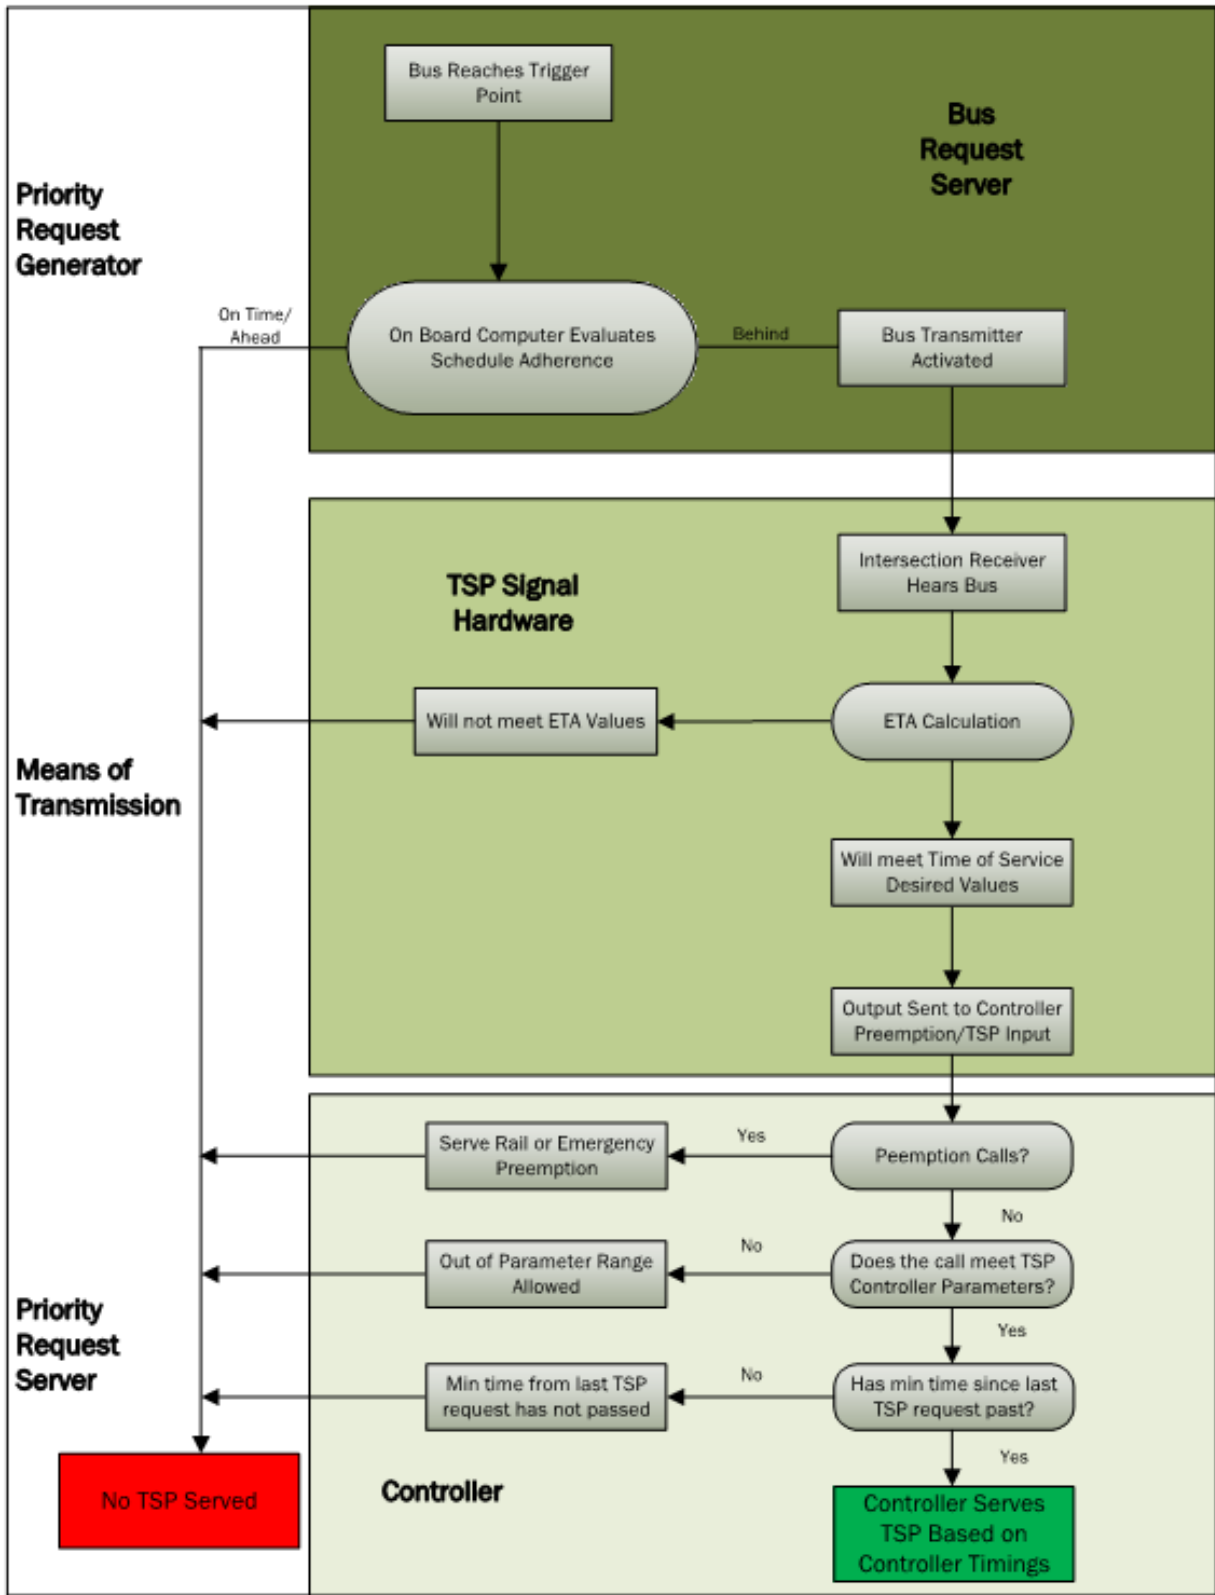 Bus Reaches Trigger
Point
Bus
Request
Server
Priority
Request
Generator
On Time/
Ahead
On Board Computer Evaluates
Schedule Adherence
Behind
Bus Transmitter
Activated
Intersection Receiver
Hears Bus
TSP Signal
Hardware
Will not meet ETA Values
ETA Calculation
Means of
Transmission
Will meet Time of Service
Desired Values
Output Sent to Controller
Preemption/TSP Input
Serve Rail or Emergency
Preemption
Yes
Peemption Calls?
No
Out of Parameter Range
Allowed
No
Does the call meet TSP
Controller Parameters?
Yes
Priority
Request
Server
Min time from last TSP
request has not passed
No
Has min time since last
TSP request past?
Yes
No TSP Served
Controller
Controller Serves
TSP Based on
Controller Timings